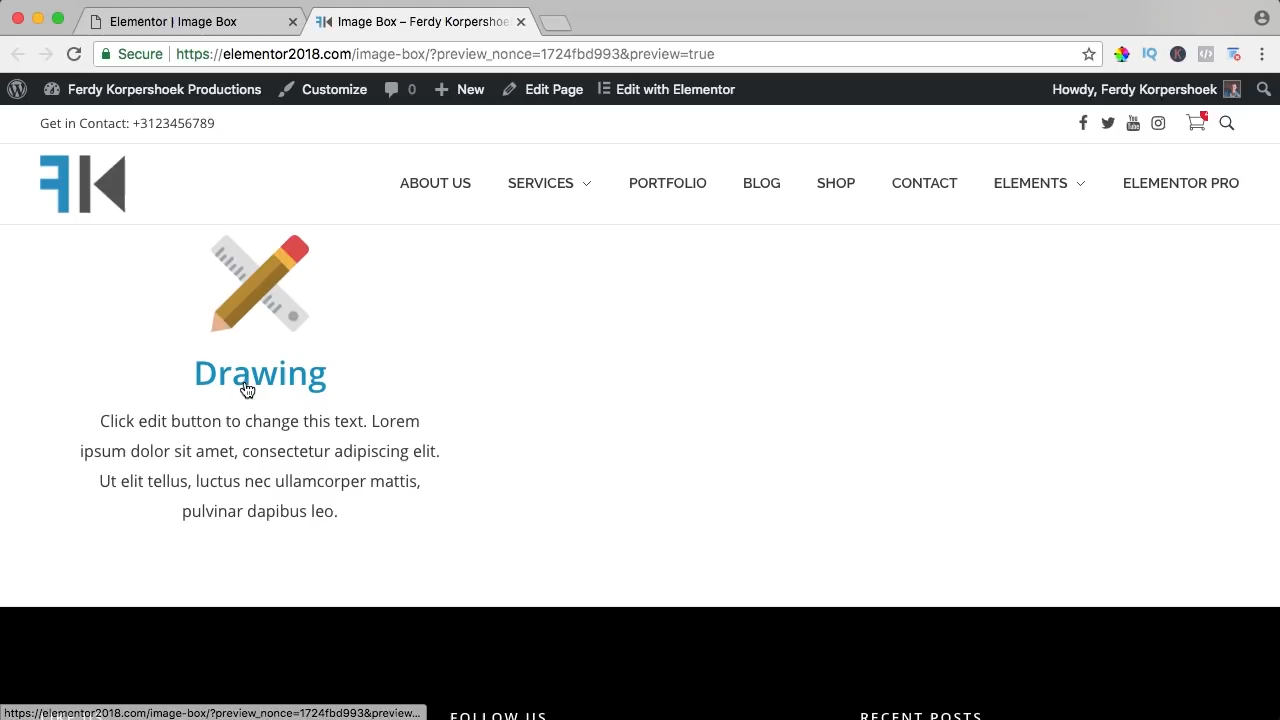 Elementor | Image Box
Image Box – Ferdy Korpershoe
Secure
https://elementor2018.com/image-box/?preview_nonce=1724fbd993&preview=true
Ferdy Korpershoek Productions
Customize
0
New
Edit Page
Edit with Elementor
Howdy, Ferdy Korpershoek
Get in Contact: +3123456789
FK
ABOUT US
SERVICES
PORTFOLIO
BLOG
SHOP
CONTACT
ELEMENTS
ELEMENTOR PRO
Drawing
Click edit button to change this text. Lorem
ipsum dolor sit amet, consectetur adipiscing elit.
Ut elit tellus, luctus nec ullamcorper mattis,
pulvinar dapibus leo.
https://elementor2018.com/image-box/?preview_nonce=1724fbd993&preview...
FOLLOW US
RECENT POSTS